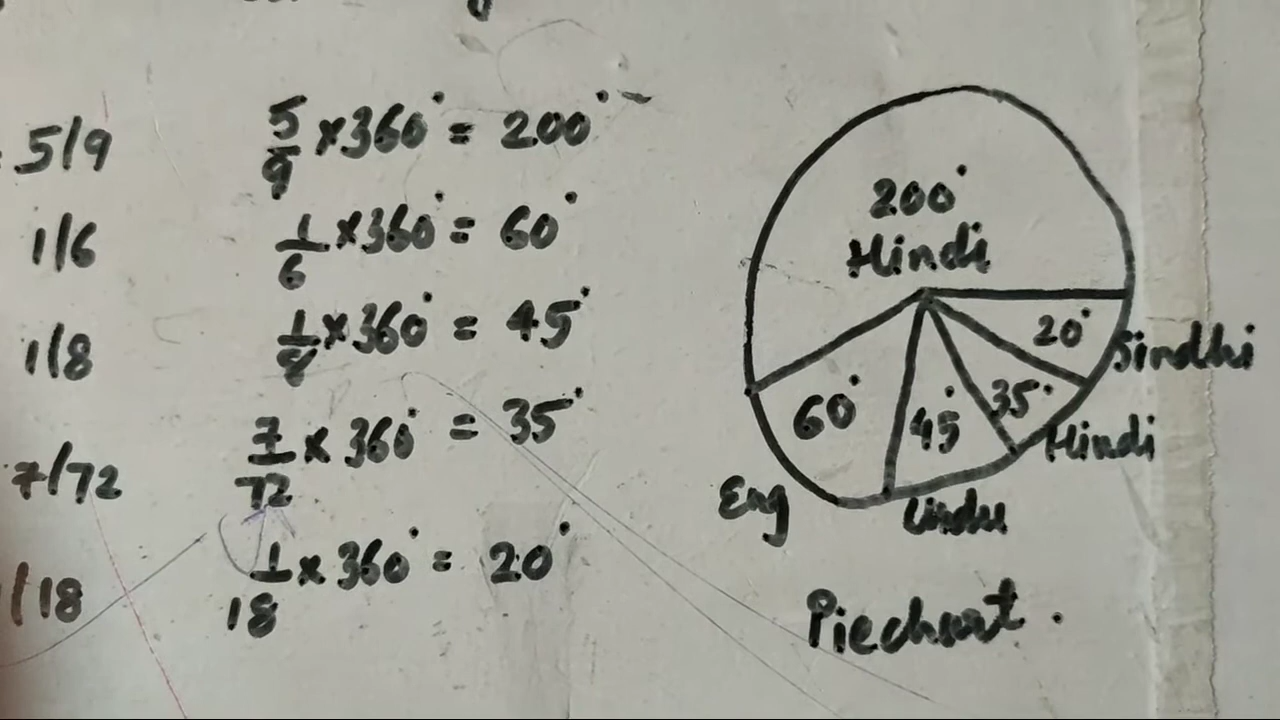 5/9 5/9 ×360° = 200°
1/6 1/6 ×360° = 60°
1/8 1/8 ×360° = 45°
7/72 7/72 × 360° = 35°
1/18 1/18 × 360° = 20°
200°
Hindi
20° Sindhi
35° Hindi
45° Urdu
60° Eng
Piechart.